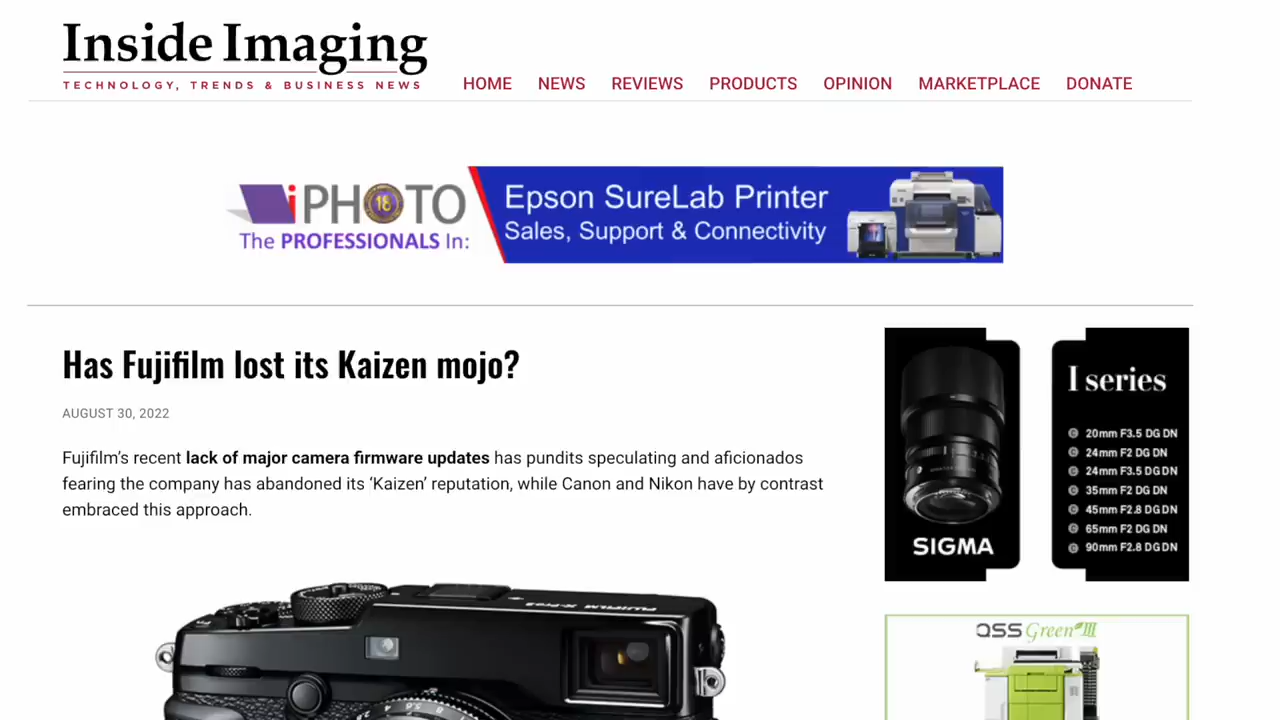 Inside Imaging
TECHNOLOGY, TRENDS & BUSINESS NEWS
HOME NEWS REVIEWS PRODUCTS OPINION MARKETPLACE DONATE
iPHOTO
18
The PROFESSIONALS In:
Epson SureLab Printer
Sales, Support & Connectivity
Has Fujifilm lost its Kaizen mojo?
AUGUST 30, 2022
Fujifilm's recent lack of major camera firmware updates has pundits speculating and aficionados
fearing the company has abandoned its ‘Kaizen’ reputation, while Canon and Nikon have by contrast
embraced this approach.
FUJIFILM X-Pro2
SIGMA
I series
C 20mm F3.5 DG DN
C 24mm F2 DG DN
C 24mm F3.5 DG DN
C 35mm F2 DG DN
C 45mm F2.8 DG DN
C 65mm F2 DG DN
C 90mm F2.8 DG DN
QSS Green III